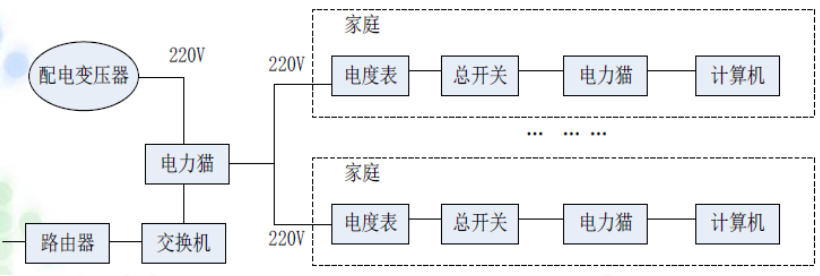 家庭
220V
220V
配电变压器
电度表
总开关
电力猫
计算机
… … …
电力猫
家庭
电度表
总开关
电力猫
计算机
220V
路由器
交换机